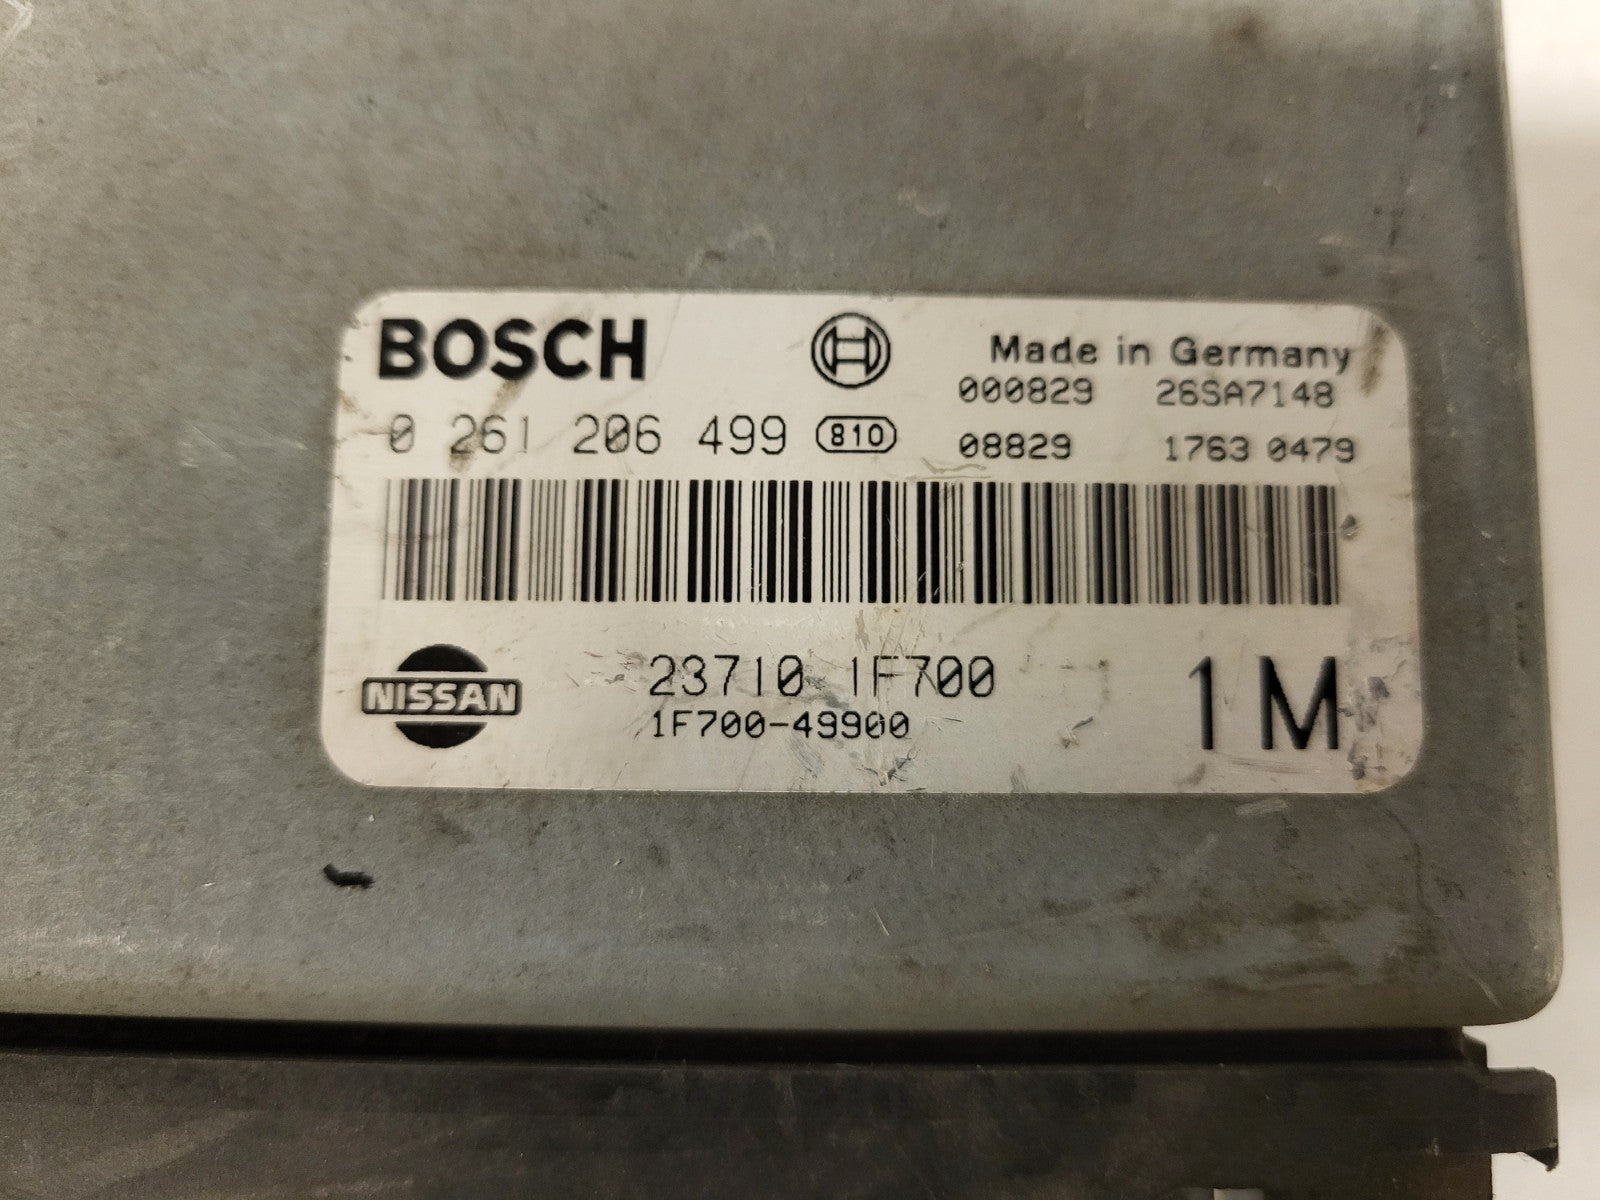 BOSCH
Made in Germany
000829 26SA7148
0 261 206 499 810
08829 1763 0479
NISSAN
23710 1F700
1F700-49900
1M